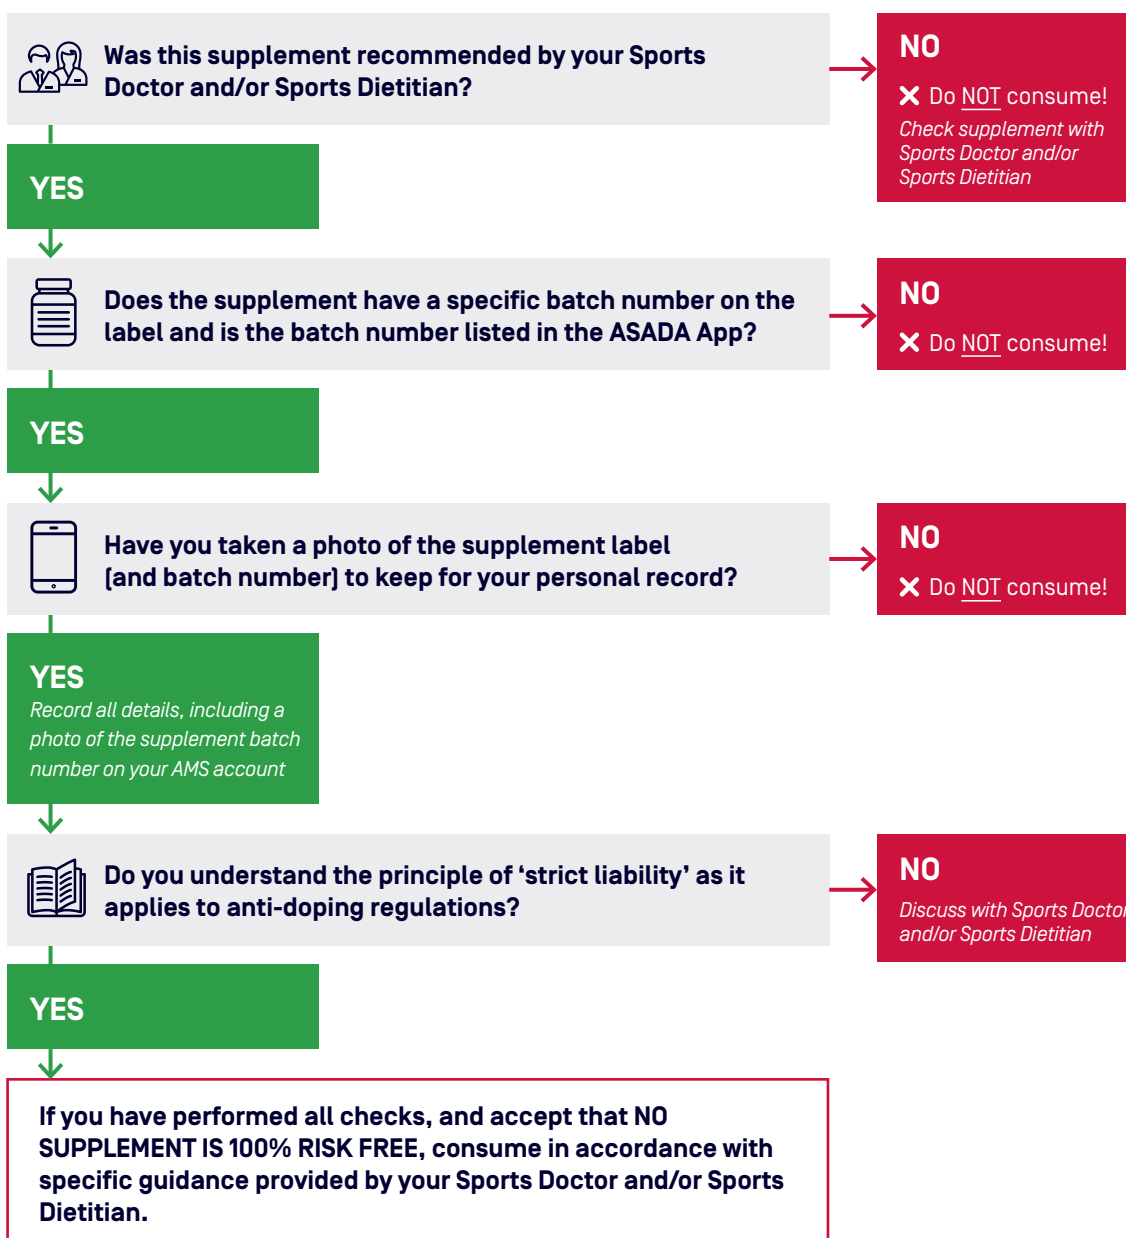 Was this supplement recommended by your Sports
Doctor and/or Sports Dietitian?
NO
Do NOT consume!
Check supplement with
Sports Doctor and/or
Sports Dietitian
YES
Does the supplement have a specific batch number on the
label and is the batch number listed in the ASADA App?
NO
Do NOT consume!
YES
Have you taken a photo of the supplement label
(and batch number) to keep for your personal record?
NO
Do NOT consume!
YES
Record all details, including a
photo of the supplement batch
number on your AMS account
Do you understand the principle of ‘strict liability’ as it
applies to anti-doping regulations?
NO
Discuss with Sports Doctor
and/or Sports Dietitian
YES
If you have performed all checks, and accept that NO
SUPPLEMENT IS 100% RISK FREE, consume in accordance with
specific guidance provided by your Sports Doctor and/or Sports
Dietitian.